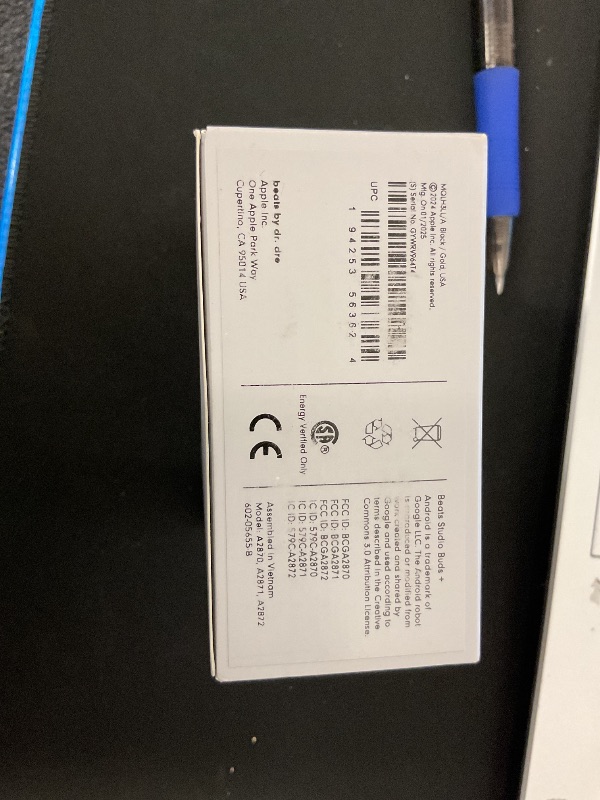 MQLH3LL/A Black / Gold, USA
Ⓒ 2024 Apple Inc. All rights reserved.
Mfg. On 01/2025
(S) Serial No. GYWRV9964T4
UPC
1 94253 56362 4
beats by dr. dre
Apple Inc.
One Apple Park Way
Cupertino, CA 95014 USA
SA®
Energy Verified Only
CE
Beats Studio Buds +
Android is a trademark of
Google LLC. The Android robot
is reproduced or modified from
work created and shared by
Google and used according to
terms described in the Creative
Commons 3.0 Attribution License.
FCC ID: BCGA2870
FCC ID: BCGA2871
FCC ID: BCGA2872
IC ID: 579C-A2870
IC ID: 579C-A2871
IC ID: 579C-A2872
Assembled in Vietnam
Model: A2870, A2871, A2872
602-05655-B